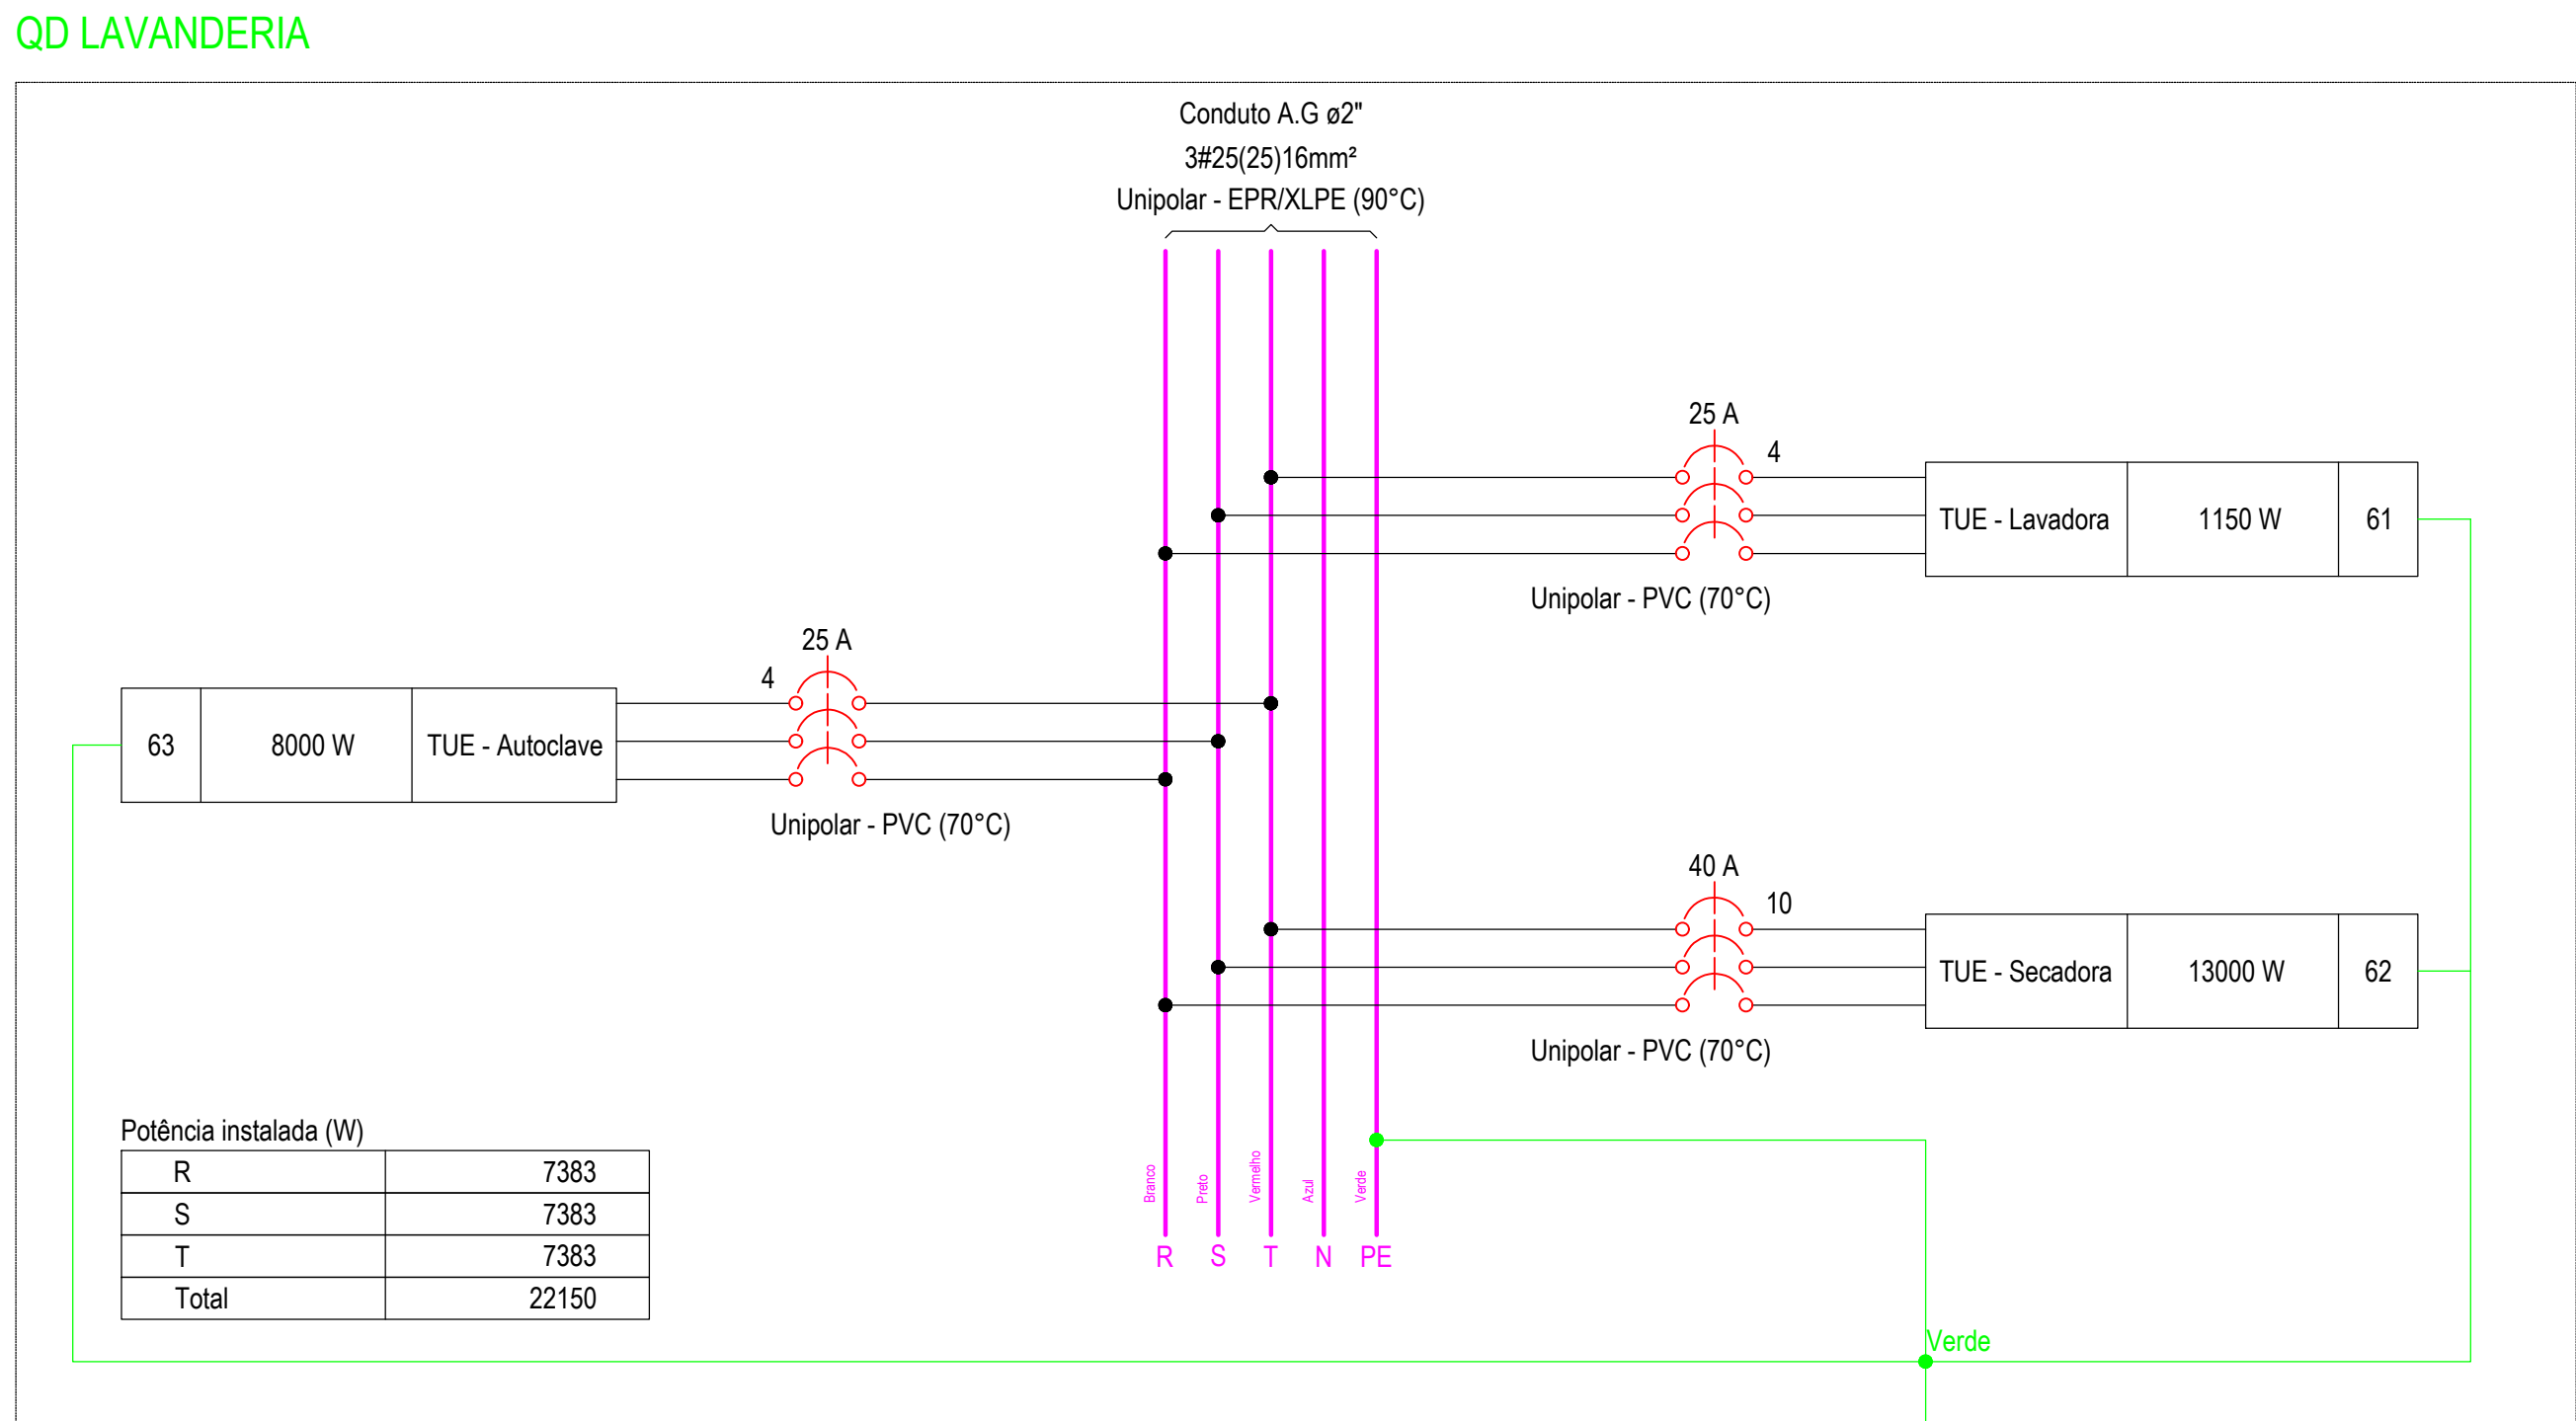 QD LAVANDERIA
Conduto A.G ø2"
3#25(25)16mm²
Unipolar - EPR/XLPE (90°C)
25 A
4
TUE - Lavadora 1150 W 61
Unipolar - PVC (70°C)
25 A
4
63 8000 W TUE - Autoclave
Unipolar - PVC (70°C)
40 A
10
TUE - Secadora 13000 W 62
Unipolar - PVC (70°C)
Potência instalada (W)
R 7383
S 7383
T 7383
Total 22150
Branco
Preto
Vermelho
Azul
Verde
R S T N PE
Verde